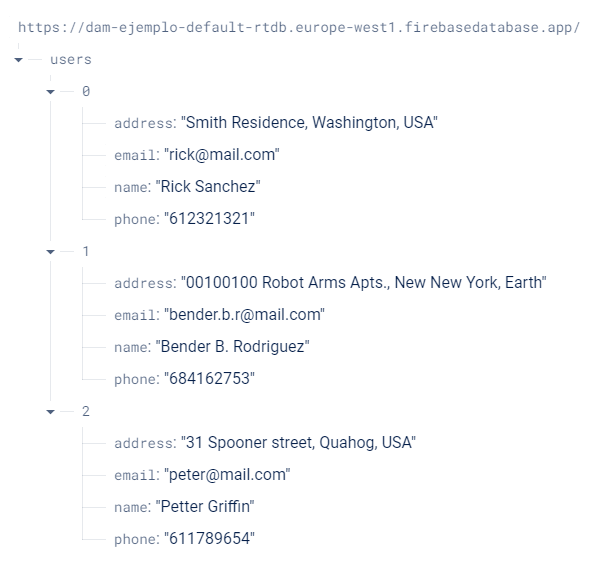 https://dam-ejemplo-default-rtdb.europe-west1.firebasedatabase.app/
users
0
address: "Smith Residence, Washington, USA"
email: "rick@mail.com"
name: "Rick Sanchez"
phone: "612321321"
1
address: "00100100 Robot Arms Apts., New New York, Earth"
email: "bender.b.r@mail.com"
name: "Bender B. Rodriguez"
phone: "684162753"
2
address: "31 Spooner street, Quahog, USA"
email: "peter@mail.com"
name: "Petter Griffin"
phone: "611789654"